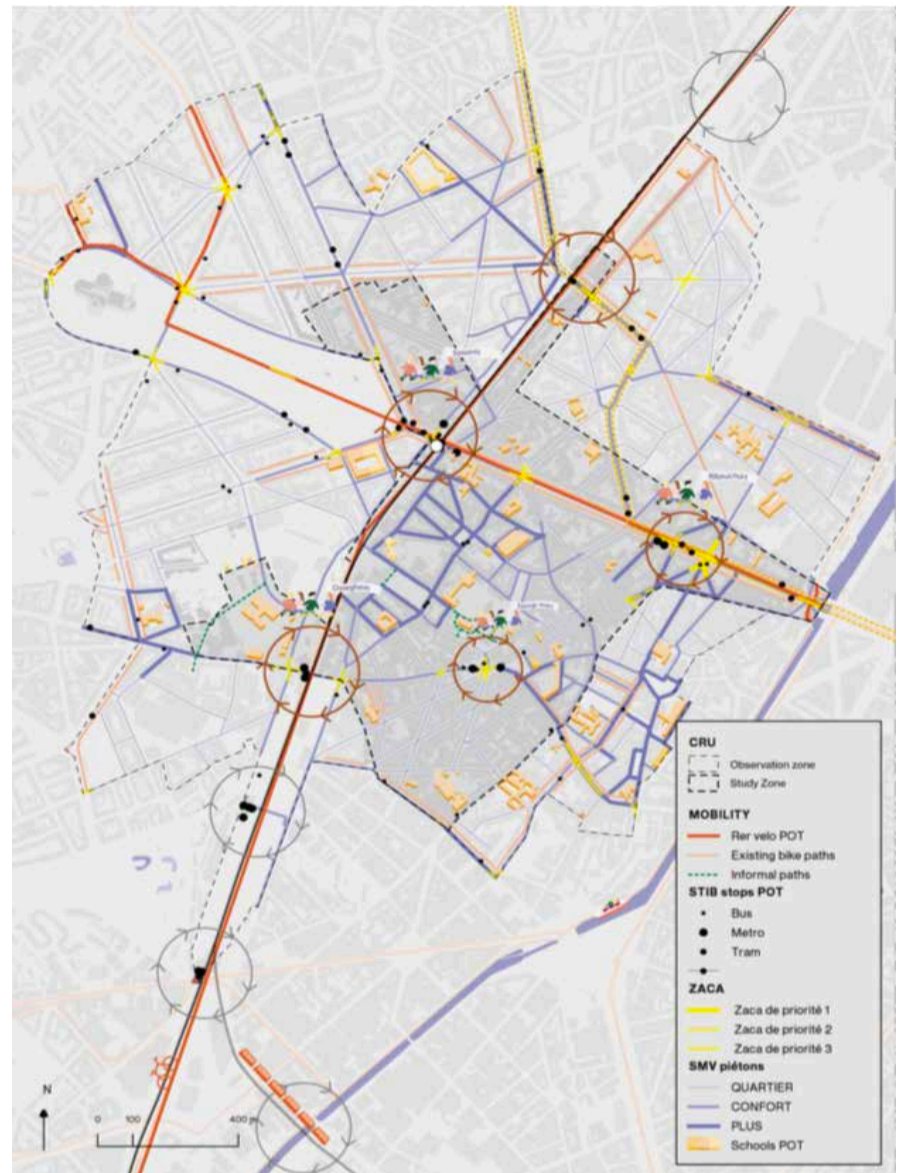 CRU
Observation zone
Study Zone
MOBILITY
Rer velo POT
Existing bike paths
Informal paths
STIB stops POT
Bus
Metro
Tram
ZACA
Zaca de priorité 1
Zaca de priorité 2
Zaca de priorité 3
SMV piétons
QUARTIER
CONFORT
PLUS
Schools POT
N
0 100 400 m